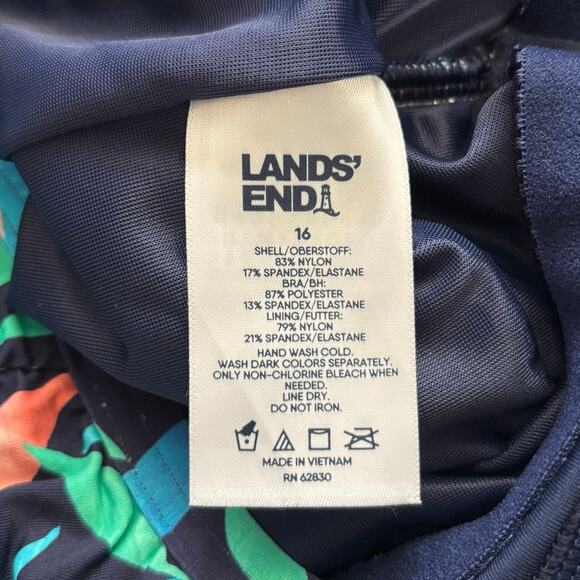 LANDS'
END
16
SHELL/OBERSTOFF:
83% NYLON
17% SPANDEX/ELASTANE
BRA/BH:
87% POLYESTER
13% SPANDEX/ELASTANE
LINING/FUTTER:
79% NYLON
21% SPANDEX/ELASTANE
HAND WASH COLD.
WASH DARK COLORS SEPARATELY.
ONLY NON-CHLORINE BLEACH WHEN
NEEDED.
LINE DRY.
DO NOT IRON.
MADE IN VIETNAM
RN 62830